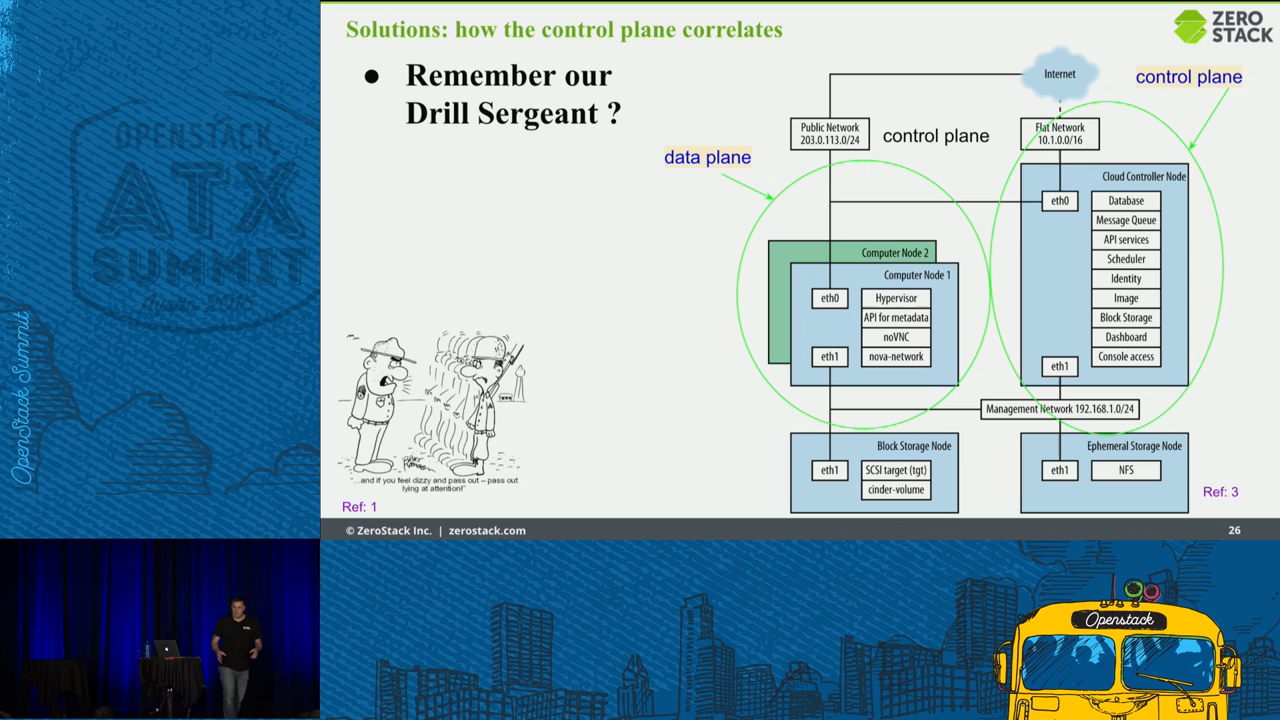 Solutions: how the control plane correlates
ZERO
STACK
● Remember our
Drill Sergeant ?
Internet
control plane
Public Network
203.0.113.0/24
control plane
Flat Network
10.1.0.0/16
data plane
Cloud Controller Node
eth0
Database
Message Queue
API services
Scheduler
Identity
Image
Block Storage
Dashboard
Console access
eth1
Computer Node 2
Computer Node 1
eth0
Hypervisor
API for metadata
noVNC
eth1
nova-network
Management Network 192.168.1.0/24
Block Storage Node
eth1
SCSI target (tgt)
cinder-volume
Ephemeral Storage Node
eth1
NFS
"...and if you feel dizzy and pass out – pass out
lying at attention!"
Ref: 1
Ref: 3
© ZeroStack Inc. | zerostack.com
26
OPENSTACK
ATX
SUMMIT
OpenStack Summit
Openstack